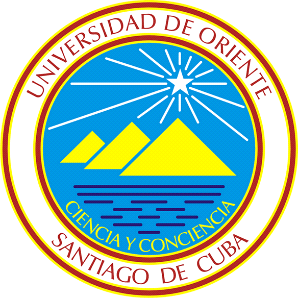 UNIVERSIDAD DE ORIENTE
CIENCIA Y CONCIENCIA
SANTIAGO DE CUBA